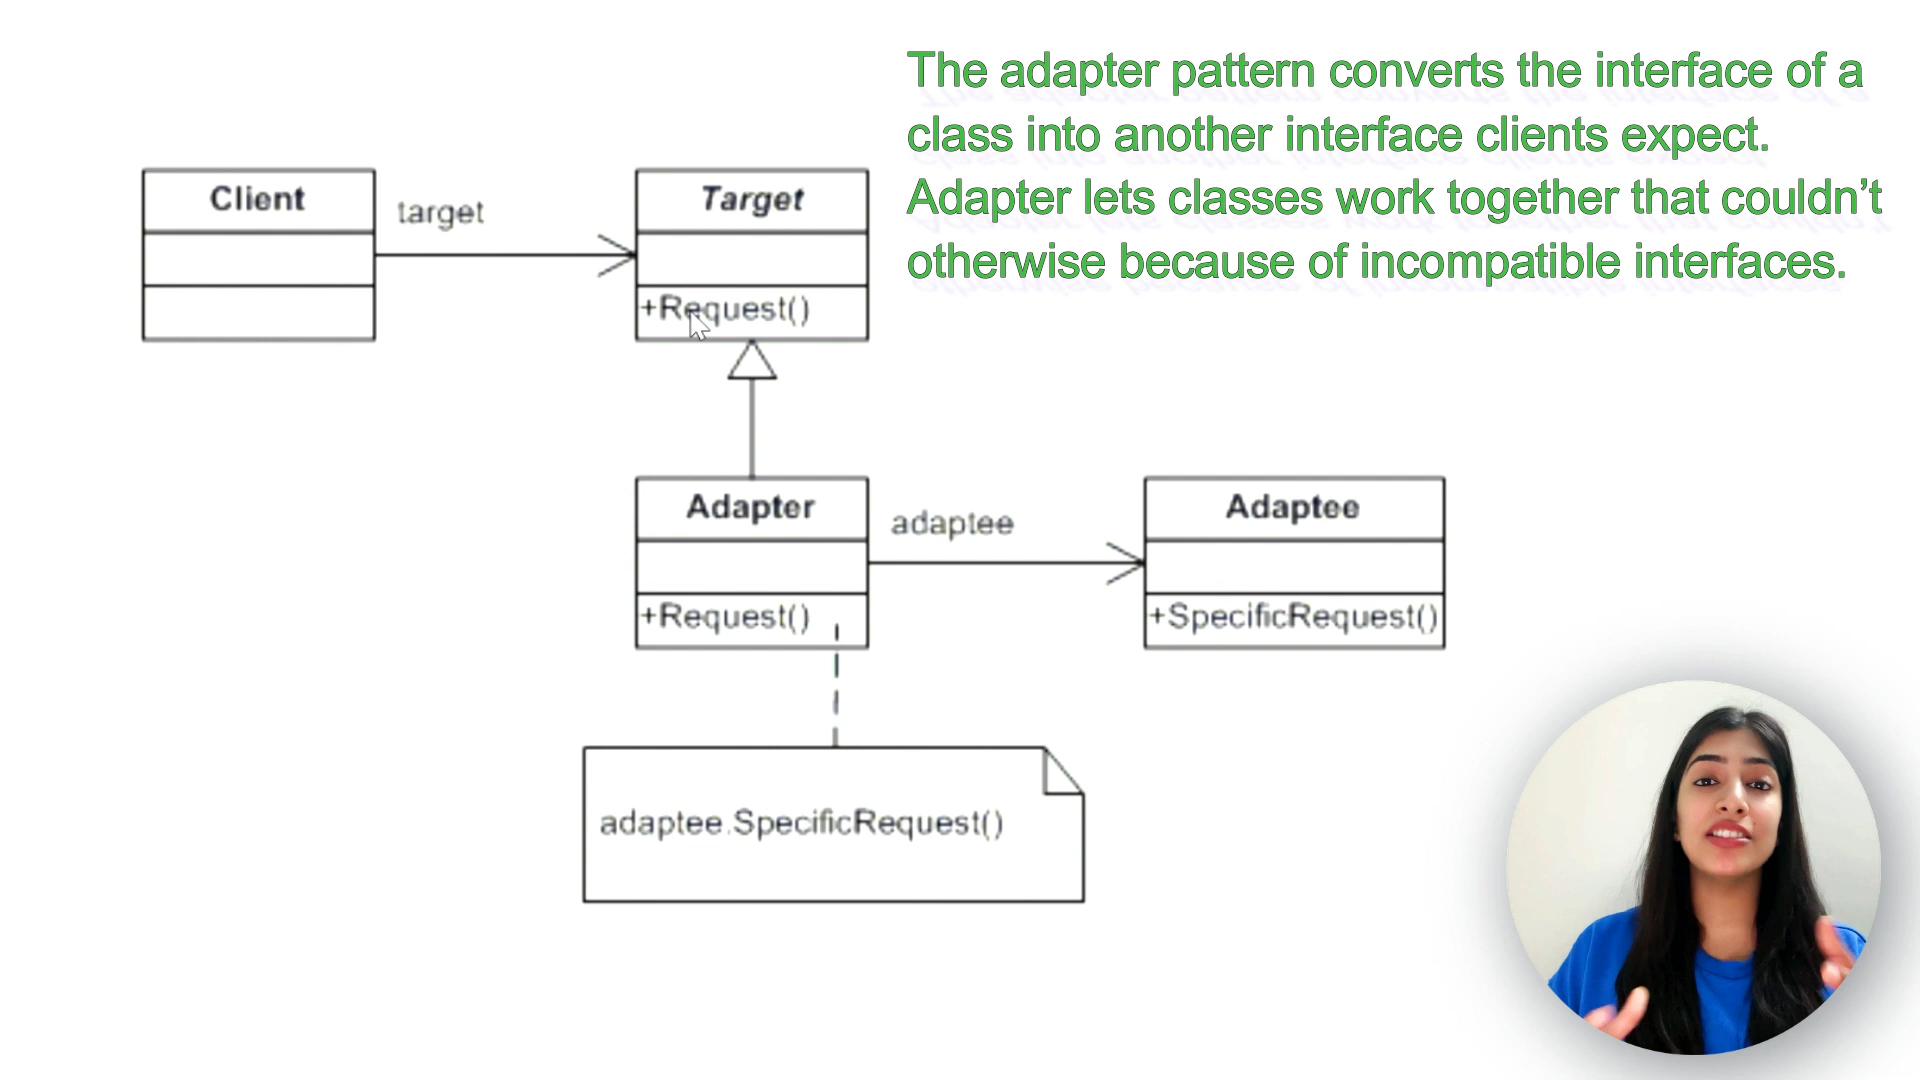 The adapter pattern converts the interface of a
class into another interface clients expect.
Adapter lets classes work together that couldn’t
otherwise because of incompatible interfaces.
Client
target
Target
+Request()
Adapter
adaptee
Adaptee
+Request()
+SpecificRequest()
adaptee.SpecificRequest()